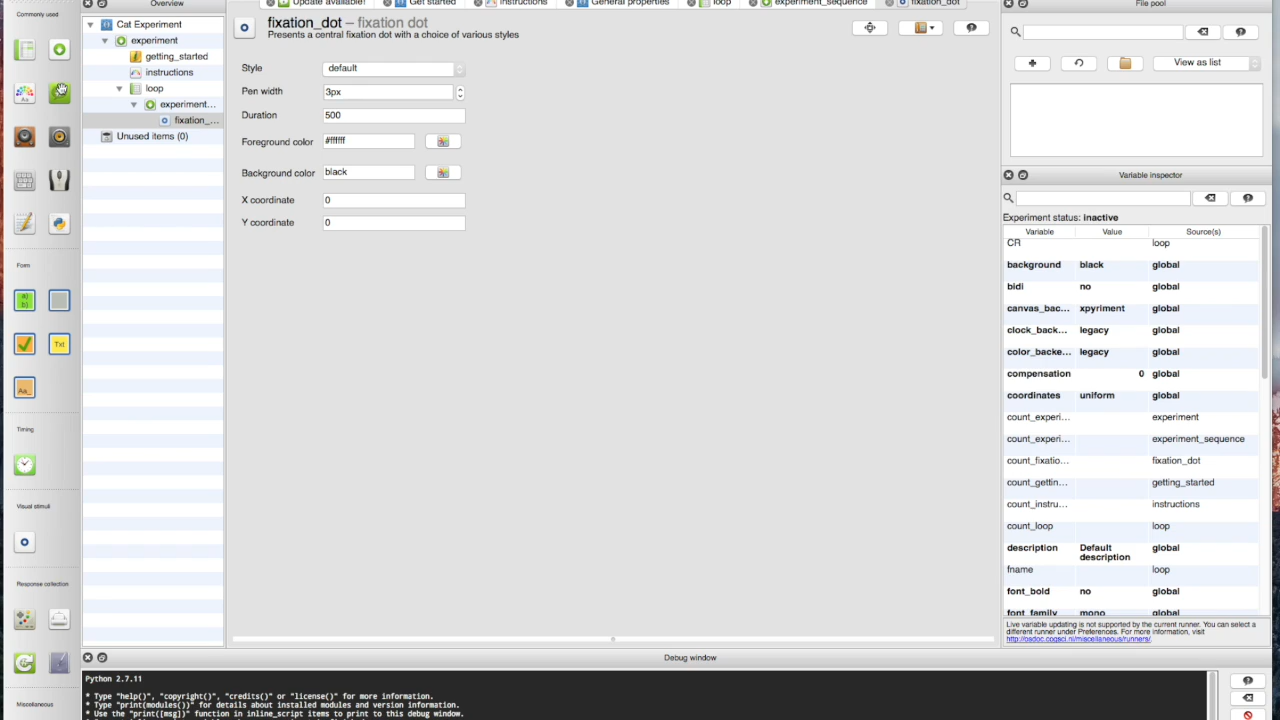 Commonly used
Aa
Form
a)
b)
Txt
Aa_
Timing
Visual stimuli
Response collection
Miscellaneous
Overview
Cat Experiment
experiment
getting_started
instructions
loop
experiment...
fixation_...
Unused items (0)
Update available!
Get started
instructions
General properties
loop
experiment_sequence
fixation_dot
fixation_dot – fixation dot
Presents a central fixation dot with a choice of various styles
Style default
Pen width 3px
Duration 500
Foreground color #ffffff
Background color black
X coordinate 0
Y coordinate 0
File pool
View as list
Variable inspector
Experiment status: inactive
Variable Value Source(s)
CR loop
background black global
bidi no global
canvas_bac... xpyriment global
clock_back... legacy global
color_backe... legacy global
compensation 0 global
coordinates uniform global
count_experi... experiment
count_experi... experiment_sequence
count_fixatio... fixation_dot
count_gettin... getting_started
count_instru... instructions
count_loop loop
description Default description global
fname loop
font_bold no global
font_family mono global
Live variable updating is not supported by the current runner. You can select a
different runner under Preferences. For more information, visit
http://osdoc.cogsci.nl/miscellaneous/runners/.
Debug window
Python 2.7.11
* Type "help()", "copyright()", "credits()" or "license()" for more information.
* Type "print(modules()" for details about installed modules and version information.
* Use the "print([msg])" function in inline_script items to print to this debug window.